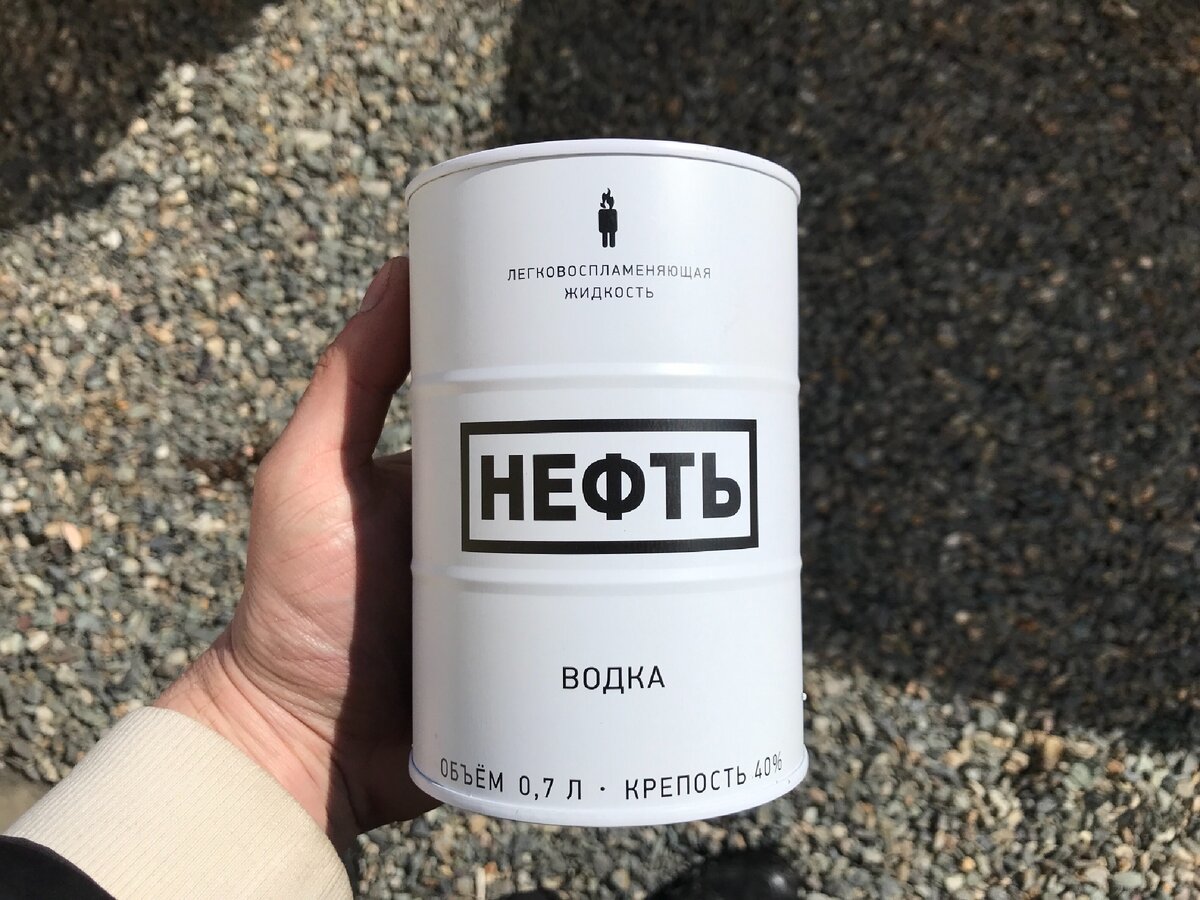 ЛЕГКОВОСПЛАМЕНЯЮЩАЯ
ЖИДКОСТЬ
НЕФТЬ
ВОДКА
ОБЪЁМ 0,7 Л · КРЕПОСТЬ 40%